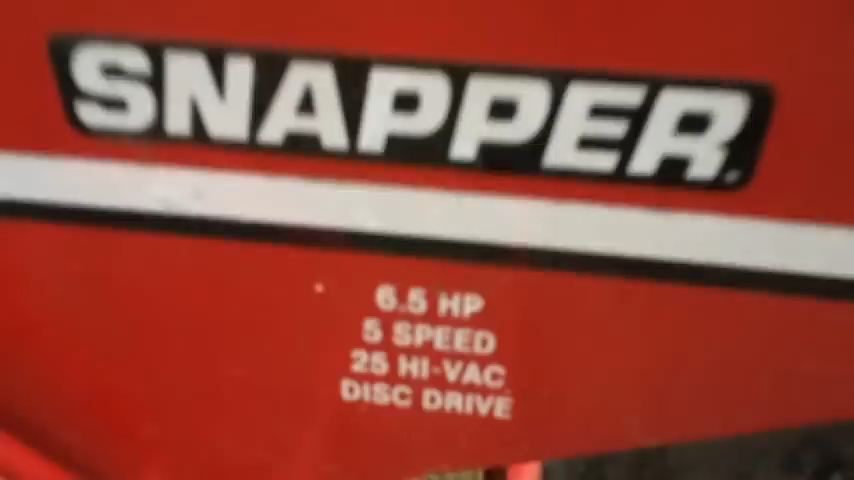 SNAPPER
6.5 HP
5 SPEED
25 HI-VAC
DISC DRIVE